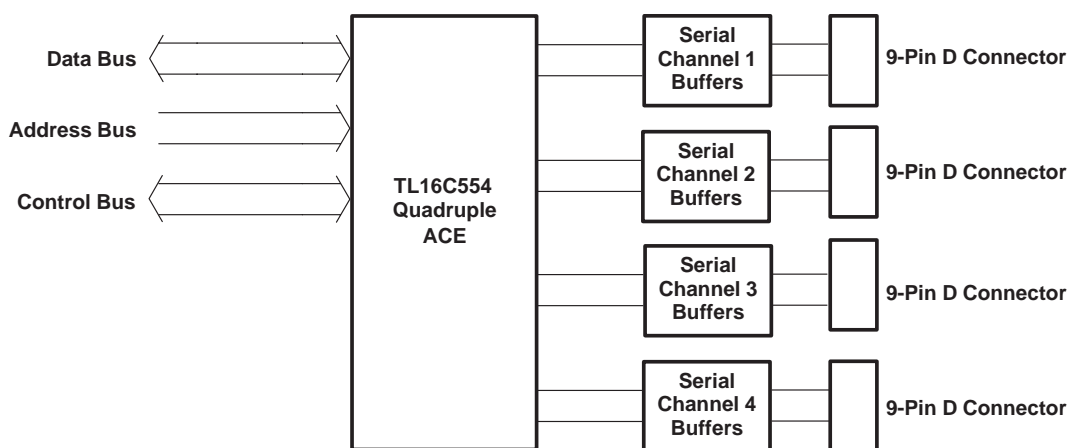 Data Bus
Address Bus
Control Bus
TL16C554
Quadruple
ACE
Serial
Channel 1
Buffers
9-Pin D Connector
Serial
Channel 2
Buffers
9-Pin D Connector
Serial
Channel 3
Buffers
9-Pin D Connector
Serial
Channel 4
Buffers
9-Pin D Connector